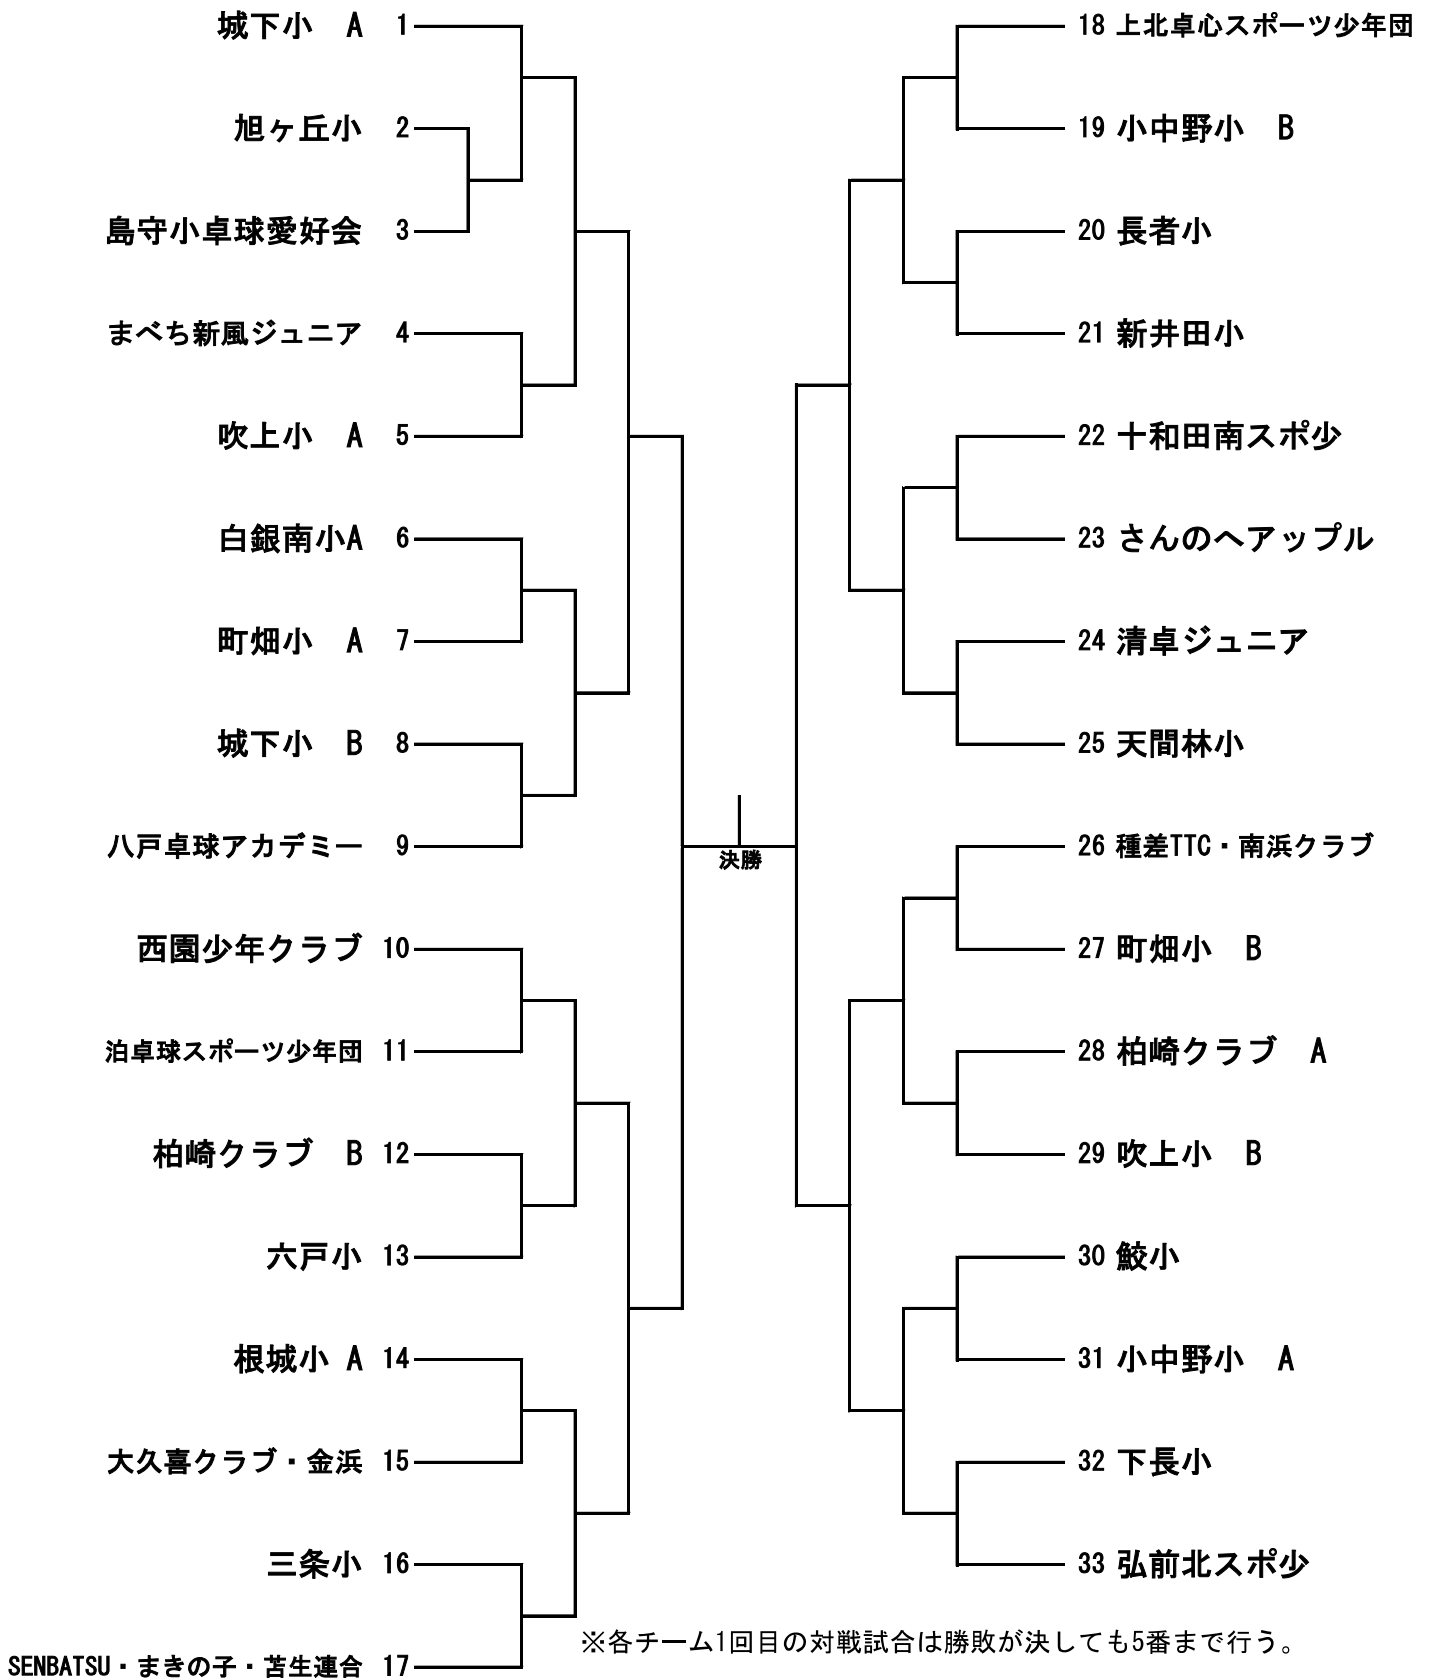 城下小　A　1
旭ヶ丘小　2
島守小卓球愛好会　3
まべち新風ジュニア　4
吹上小　A　5
白銀南小A　6
町畑小　A　7
城下小　B　8
八戸卓球アカデミー　9
西園少年クラブ　10
泊卓球スポーツ少年団　11
柏崎クラブ　B　12
六戸小　13
根城小 A　14
大久喜クラブ・金浜　15
三条小　16
SENBATSU・まきの子・苫生連合　17
決勝
18 上北卓心スポーツ少年団
19 小中野小　B
20 長者小
21 新井田小
22 十和田南スポ少
23 さんのへアップル
24 清卓ジュニア
25 天間林小
26 種差TTC・南浜クラブ
27 町畑小　B
28 柏崎クラブ　A
29 吹上小　B
30 鮫小
31 小中野小　A
32 下長小
33 弘前北スポ少
※各チーム1回目の対戦試合は勝敗が決しても5番まで行う。